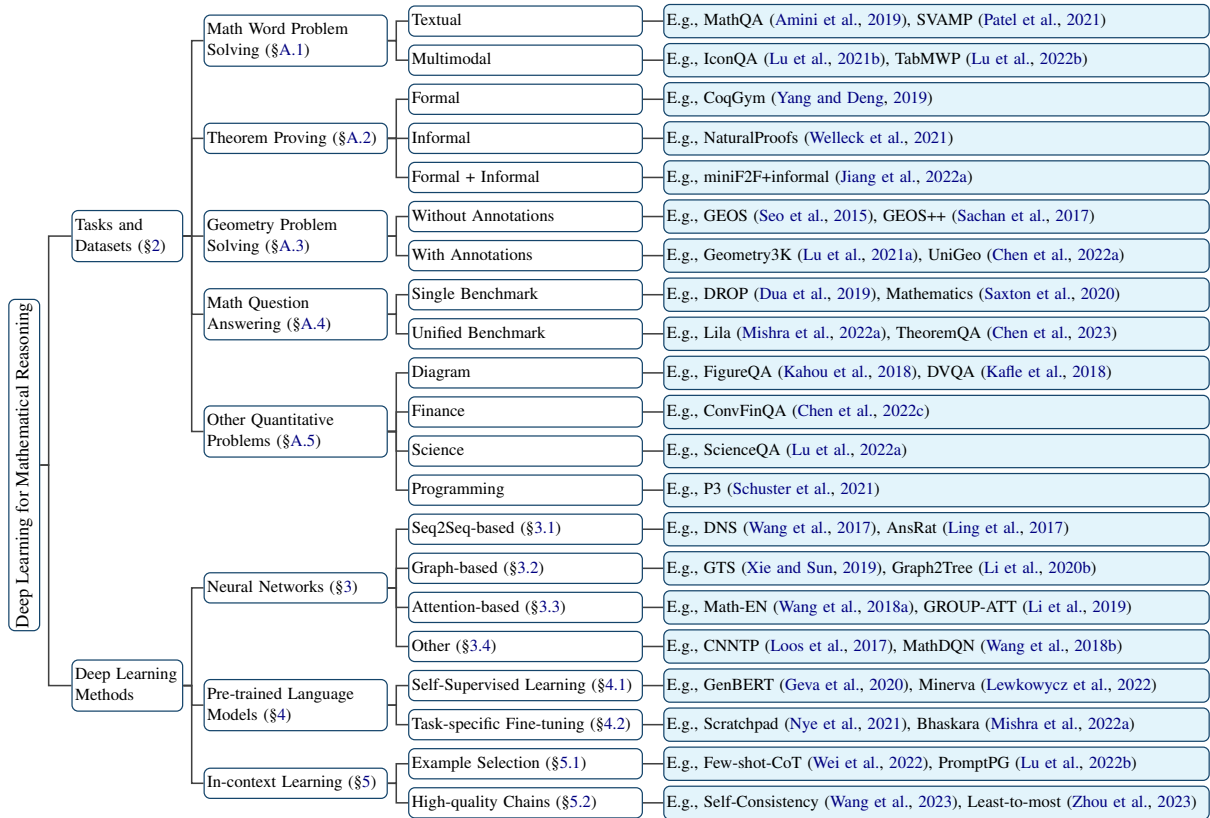 Deep Learning for Mathematical Reasoning
Tasks and
Datasets (§2)
Math Word Problem
Solving (§A.1)
Textual
E.g., MathQA (Amini et al., 2019), SVAMP (Patel et al., 2021)
Multimodal
E.g., IconQA (Lu et al., 2021b), TabMWP (Lu et al., 2022b)
Theorem Proving (§A.2)
Formal
E.g., CoqGym (Yang and Deng, 2019)
Informal
E.g., NaturalProofs (Welleck et al., 2021)
Formal + Informal
E.g., miniF2F+informal (Jiang et al., 2022a)
Geometry Problem
Solving (§A.3)
Without Annotations
E.g., GEOS (Seo et al., 2015), GEOS++ (Sachan et al., 2017)
With Annotations
E.g., Geometry3K (Lu et al., 2021a), UniGeo (Chen et al., 2022a)
Math Question
Answering (§A.4)
Single Benchmark
E.g., DROP (Dua et al., 2019), Mathematics (Saxton et al., 2020)
Unified Benchmark
E.g., Lila (Mishra et al., 2022a), TheoremQA (Chen et al., 2023)
Other Quantitative
Problems (§A.5)
Diagram
E.g., FigureQA (Kahou et al., 2018), DVQA (Kafle et al., 2018)
Finance
E.g., ConvFinQA (Chen et al., 2022c)
Science
E.g., ScienceQA (Lu et al., 2022a)
Programming
E.g., P3 (Schuster et al., 2021)
Deep Learning
Methods
Neural Networks (§3)
Seq2Seq-based (§3.1)
E.g., DNS (Wang et al., 2017), AnsRat (Ling et al., 2017)
Graph-based (§3.2)
E.g., GTS (Xie and Sun, 2019), Graph2Tree (Li et al., 2020b)
Attention-based (§3.3)
E.g., Math-EN (Wang et al., 2018a), GROUP-ATT (Li et al., 2019)
Other (§3.4)
E.g., CNNTP (Loos et al., 2017), MathDQN (Wang et al., 2018b)
Pre-trained Language
Models (§4)
Self-Supervised Learning (§4.1)
E.g., GenBERT (Geva et al., 2020), Minerva (Lewkowycz et al., 2022)
Task-specific Fine-tuning (§4.2)
E.g., Scratchpad (Nye et al., 2021), Bhaskara (Mishra et al., 2022a)
In-context Learning (§5)
Example Selection (§5.1)
E.g., Few-shot-CoT (Wei et al., 2022), PromptPG (Lu et al., 2022b)
High-quality Chains (§5.2)
E.g., Self-Consistency (Wang et al., 2023), Least-to-most (Zhou et al., 2023)